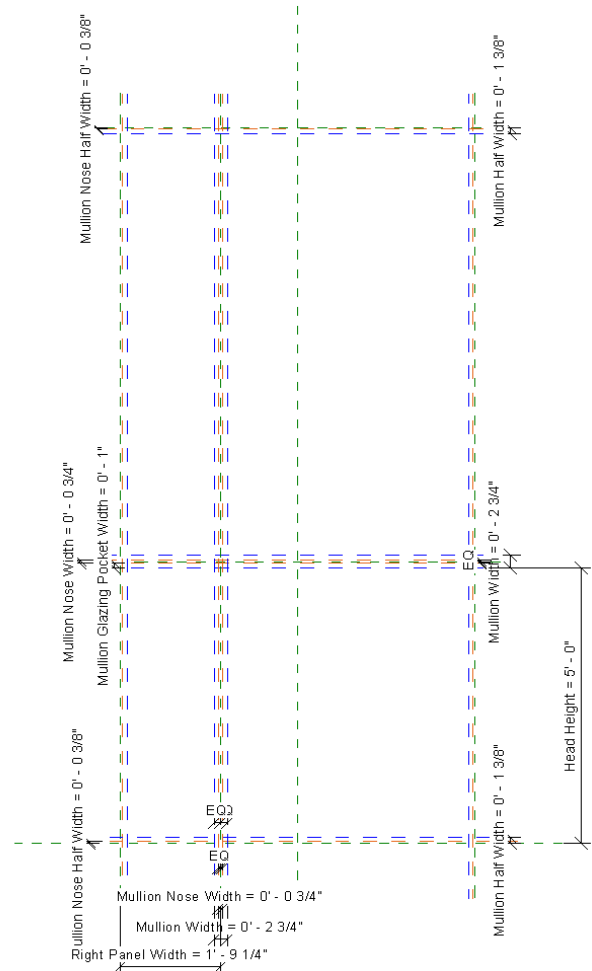 Mullion Nose Half Width = 0' - 0 3/8"
Mullion Half Width = 0' - 1 3/8"
Mullion Nose Width = 0' - 0 3/4"
Mullion Glazing Pocket Width = 0' - 1"
EQ
Mullion Width = 0' - 2 3/4"
Head Height = 5' - 0"
ullion Nose Half Width = 0' - 0 3/8"
Mullion Half Width = 0' - 1 3/8"
EQ
EQ
Mullion Nose Width = 0' - 0 3/4"
Mullion Width = 0' - 2 3/4"
Right Panel Width = 1' - 9 1/4"